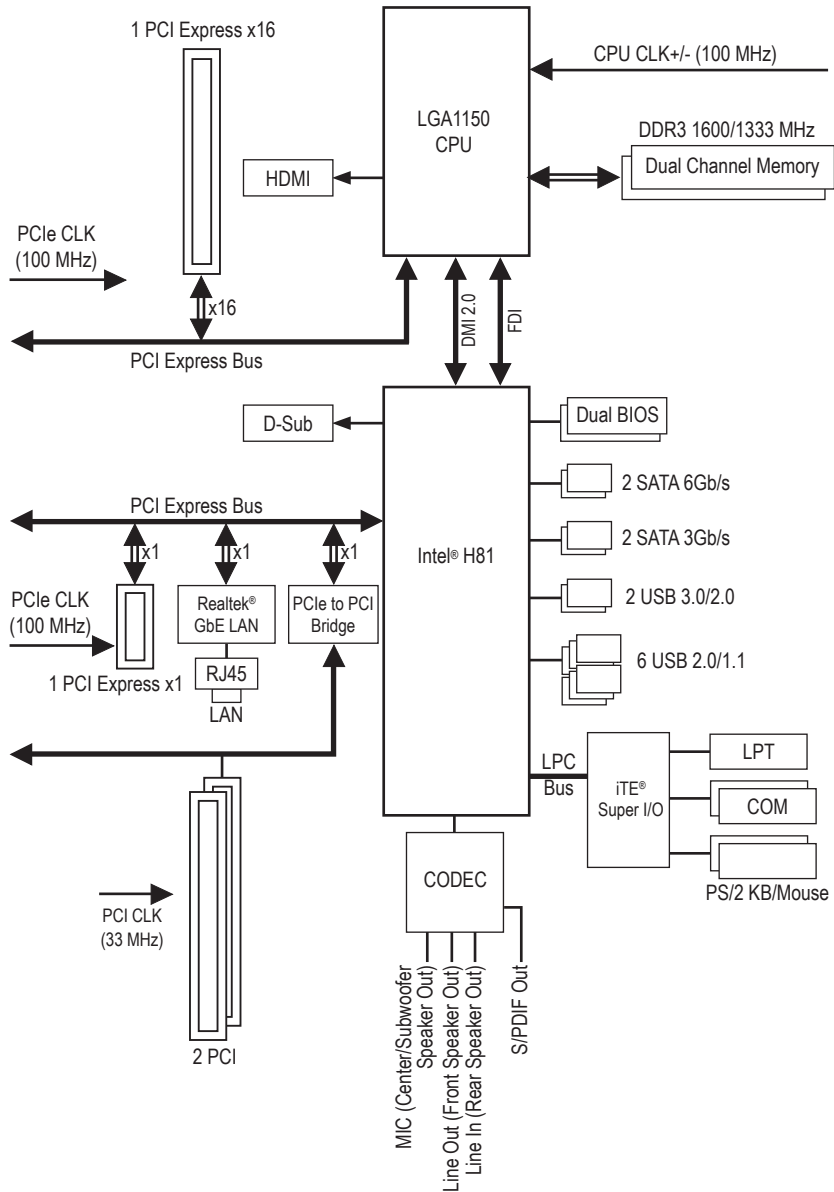 1 PCI Express x16
CPU CLK+/- (100 MHz)
LGA1150
CPU
DDR3 1600/1333 MHz
Dual Channel Memory
HDMI
PCIe CLK
(100 MHz)
x16
DMI 2.0
FDI
PCI Express Bus
D-Sub
Dual BIOS
2 SATA 6Gb/s
PCI Express Bus
2 SATA 3Gb/s
Intel® H81
x1
x1
x1
2 USB 3.0/2.0
PCIe CLK
(100 MHz)
Realtek®
GbE LAN
PCIe to PCI
Bridge
6 USB 2.0/1.1
RJ45
1 PCI Express x1
LAN
LPC
Bus
iTE®
Super I/O
LPT
COM
PS/2 KB/Mouse
CODEC
PCI CLK
(33 MHz)
2 PCI
MIC (Center/Subwoofer
Speaker Out)
Line Out (Front Speaker Out)
Line In (Rear Speaker Out)
S/PDIF Out